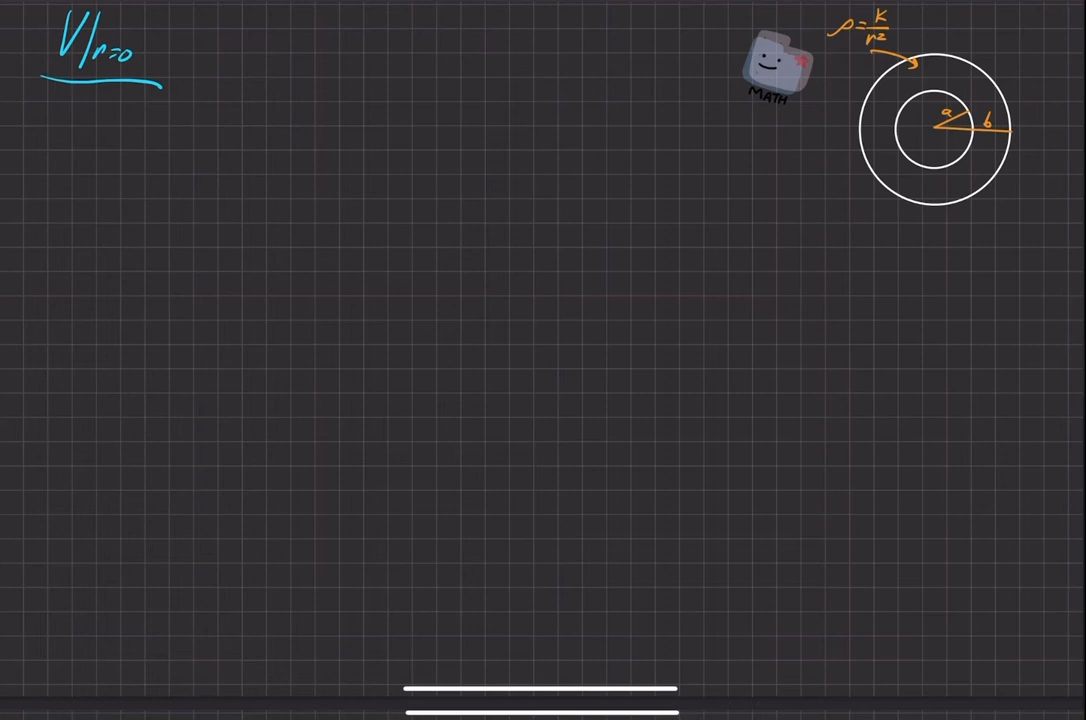 V|r=0
ρ=k/r²
a
b
MATH